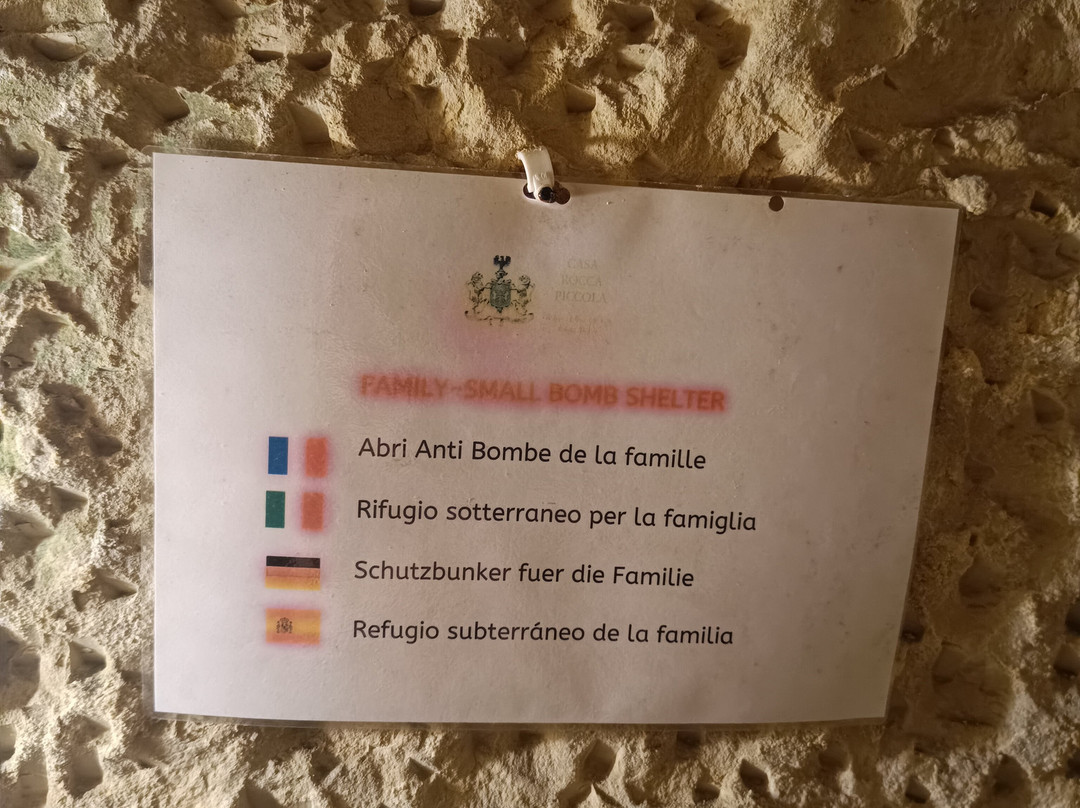 CASA
ROCCA
PICCOLA
FAMILY-SMALL BOMB SHELTER
Abri Anti Bombe de la famille
Rifugio sotterraneo per la famiglia
Schutzbunker fuer die Familie
Refugio subterráneo de la familia